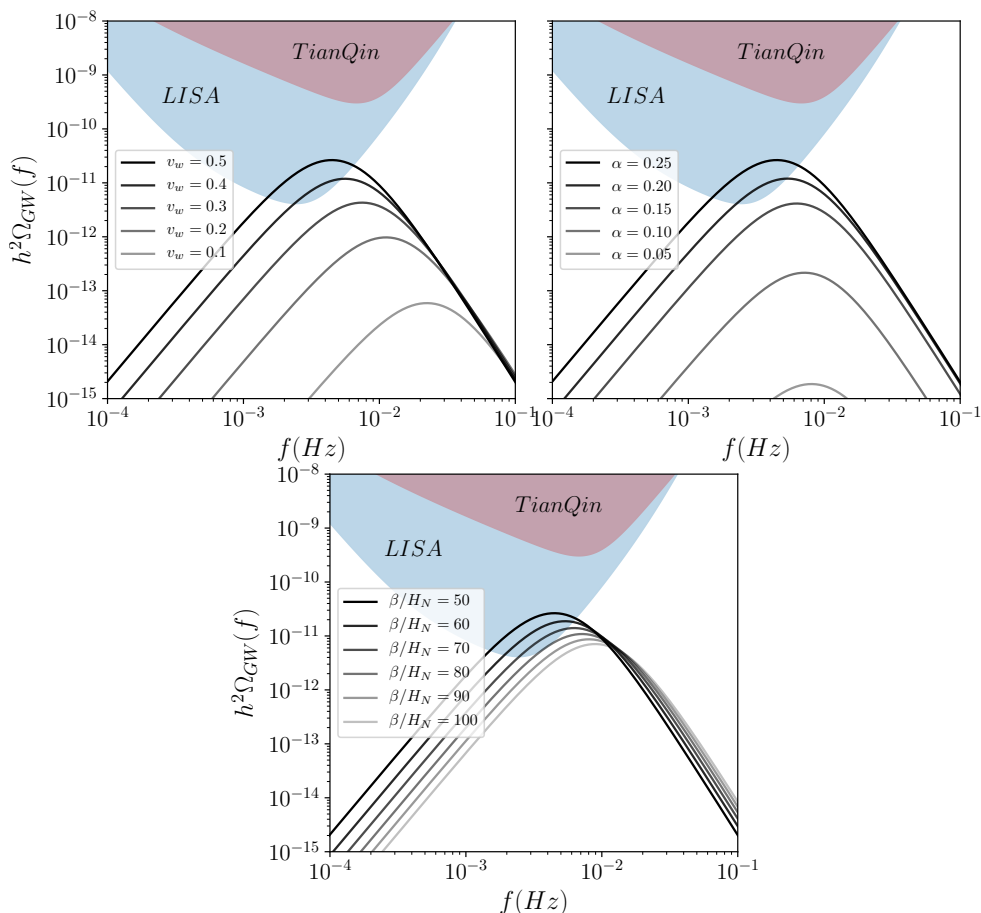 10⁻⁸
10⁻⁹
10⁻¹⁰
10⁻¹¹
10⁻¹²
10⁻¹³
10⁻¹⁴
10⁻¹⁵
h²Ω_GW(f)
TianQin
LISA
v_w = 0.5
v_w = 0.4
v_w = 0.3
v_w = 0.2
v_w = 0.1
10⁻⁴ 10⁻³ 10⁻² 10⁻¹
f(Hz)
TianQin
LISA
α = 0.25
α = 0.20
α = 0.15
α = 0.10
α = 0.05
10⁻⁴ 10⁻³ 10⁻² 10⁻¹
f(Hz)
10⁻⁸
10⁻⁹
10⁻¹⁰
10⁻¹¹
10⁻¹²
10⁻¹³
10⁻¹⁴
10⁻¹⁵
h²Ω_GW(f)
TianQin
LISA
β/H_N = 50
β/H_N = 60
β/H_N = 70
β/H_N = 80
β/H_N = 90
β/H_N = 100
10⁻⁴ 10⁻³ 10⁻² 10⁻¹
f(Hz)